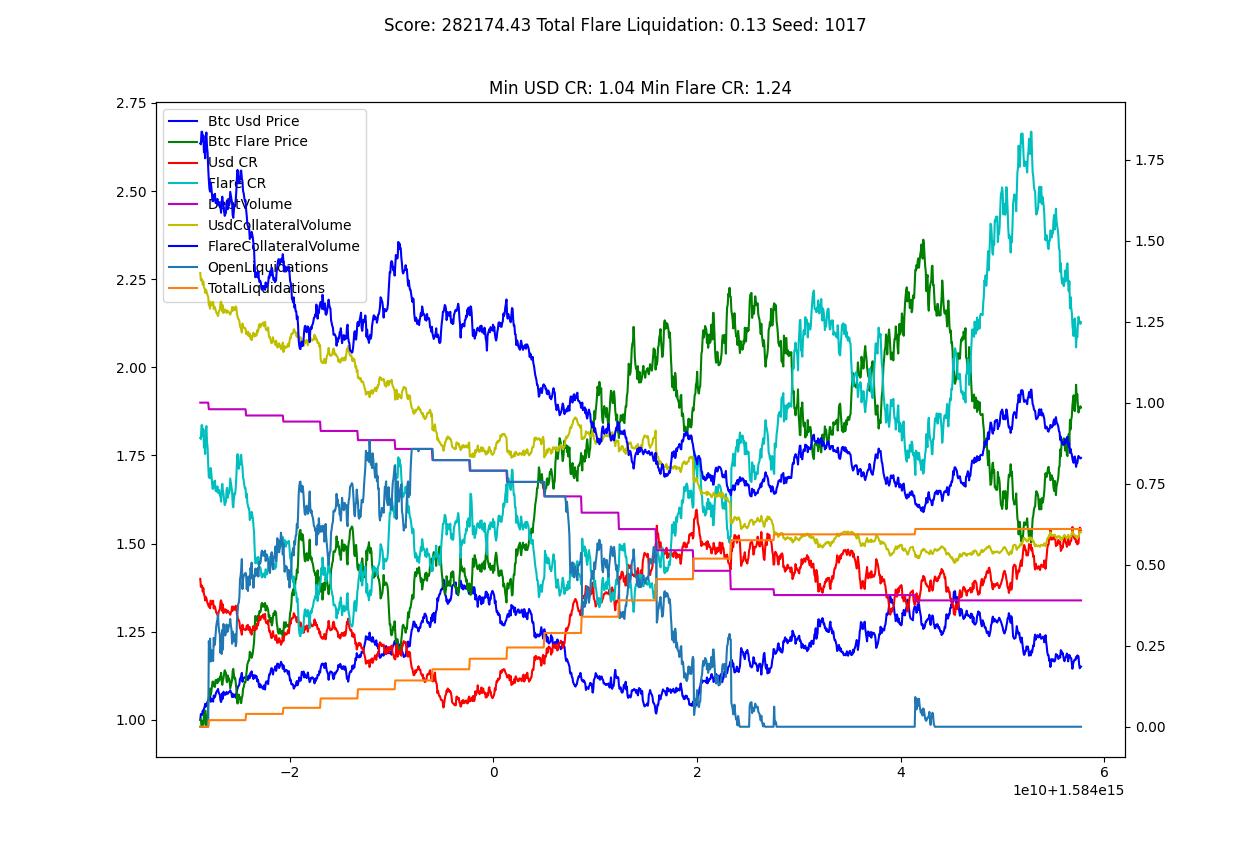 Score: 282174.43 Total Flare Liquidation: 0.13 Seed: 1017
Min USD CR: 1.04 Min Flare CR: 1.24
Btc Usd Price
Btc Flare Price
Usd CR
Flare CR
DebtVolume
UsdCollateralVolume
FlareCollateralVolume
OpenLiquidations
TotalLiquidations
2.75
2.50
2.25
2.00
1.75
1.50
1.25
1.00
1.75
1.50
1.25
1.00
0.75
0.50
0.25
0.00
−2
0
2
4
6
1e10+1.584e15